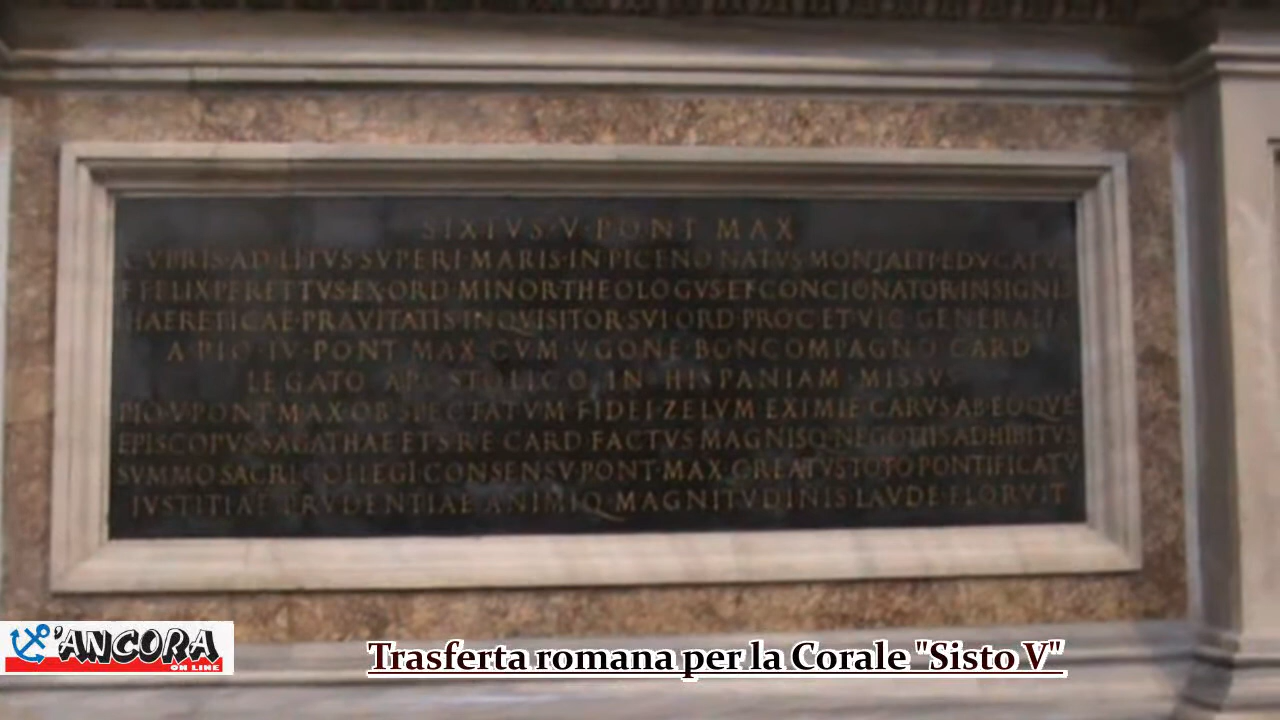 SIXTVS·V·PONT MAX
CVPRIS·AD·LITVS·SVPERI·MARIS·IN PICENO NATVS MONTALTI·EDVCATVS
F FELIX PERETTVS·EX·ORD MINOR THEOLOGVS ET CONCIONATOR INSIGNIS
HAERETICAE·PRAVITATIS INQVISITOR SVI ORD PROC ET VIC GENERALIS
A·PIO·IV·PONT MAX CVM VGONE BONCOMPAGNO CARD
LEGATO APOSTOLICO IN HISPANIAM·MISSVS
PIO V PONT MAX OB SPECTATVM FIDEI·ZELVM EXIMIE CARVS AB EOQVE
EPISCOPVS S AGATHAE ET S R E CARD FACTVS MAGNISQ NEGOTIIS ADHIBITVS
SVMMO SACRI COLLEGI CONSENSV·PONT·MAX CREATVS TOTO PONTIFICATV
IVSTITIAE PRVDENTIAE ANIMIQ·MAGNITVDINIS LAVDE·FLORVIT
L'ANCORA
ON LINE
Trasferta romana per la Corale "Sisto V"